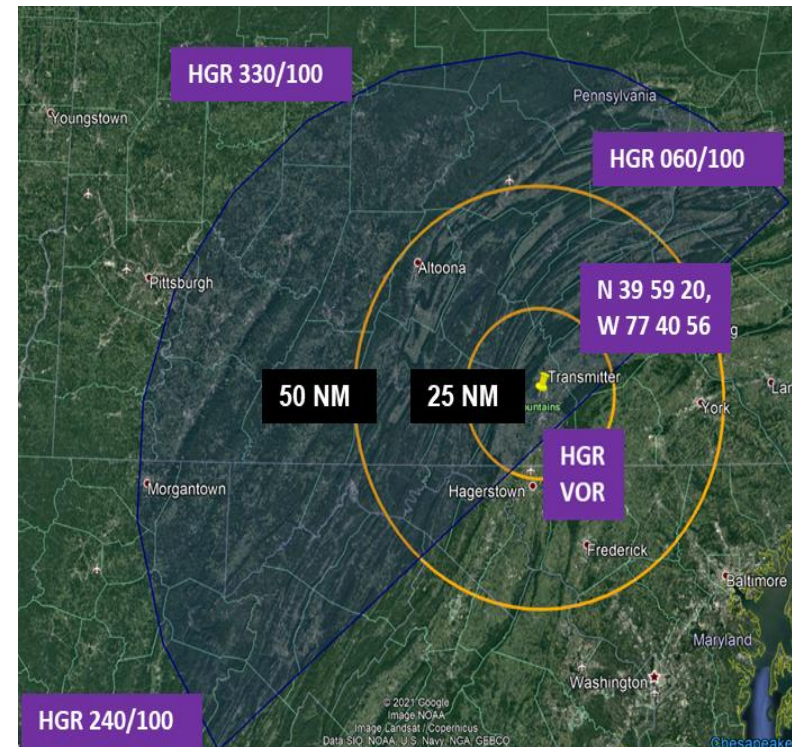 HGR 330/100
Youngstown
Pennsylvania
HGR 060/100
Altoona
Pittsburgh
N 39 59 20,
W 77 40 56
50 NM
25 NM
Transmitter
York
HGR
VOR
Morgantown
Hagerstown
Frederick
Baltimore
Maryland
Washington
HGR 240/100
© 2021 Google
Image NOAA
Image Landsat / Copernicus
Data SIO, NOAA, U.S. Navy, NGA, GEBCO
Chesapeake